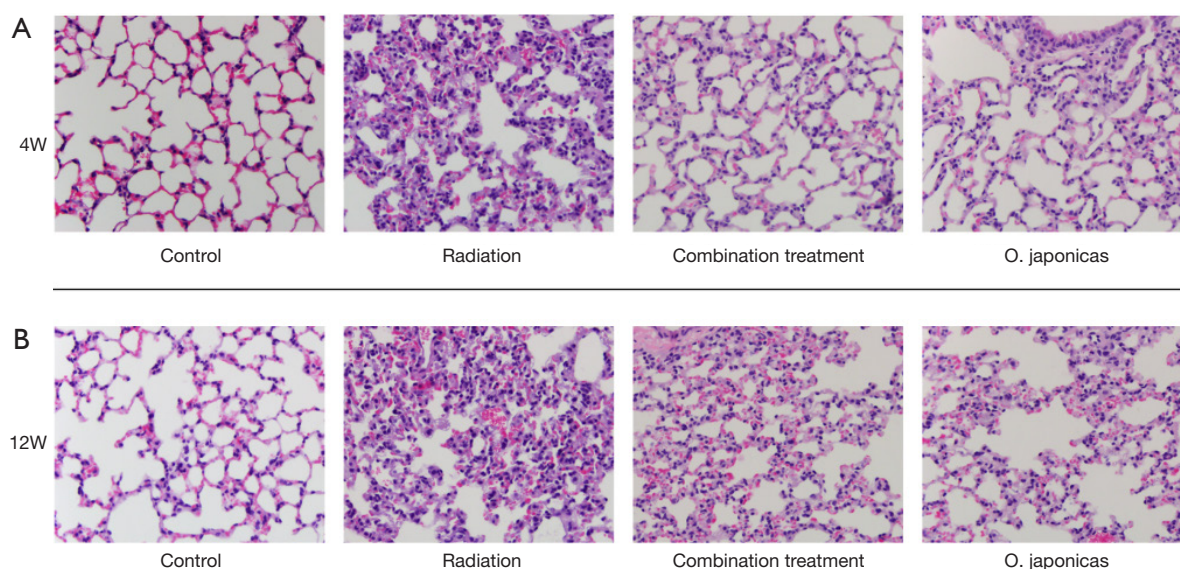 A
4W
Control Radiation Combination treatment O. japonicas
B
12W
Control Radiation Combination treatment O. japonicas